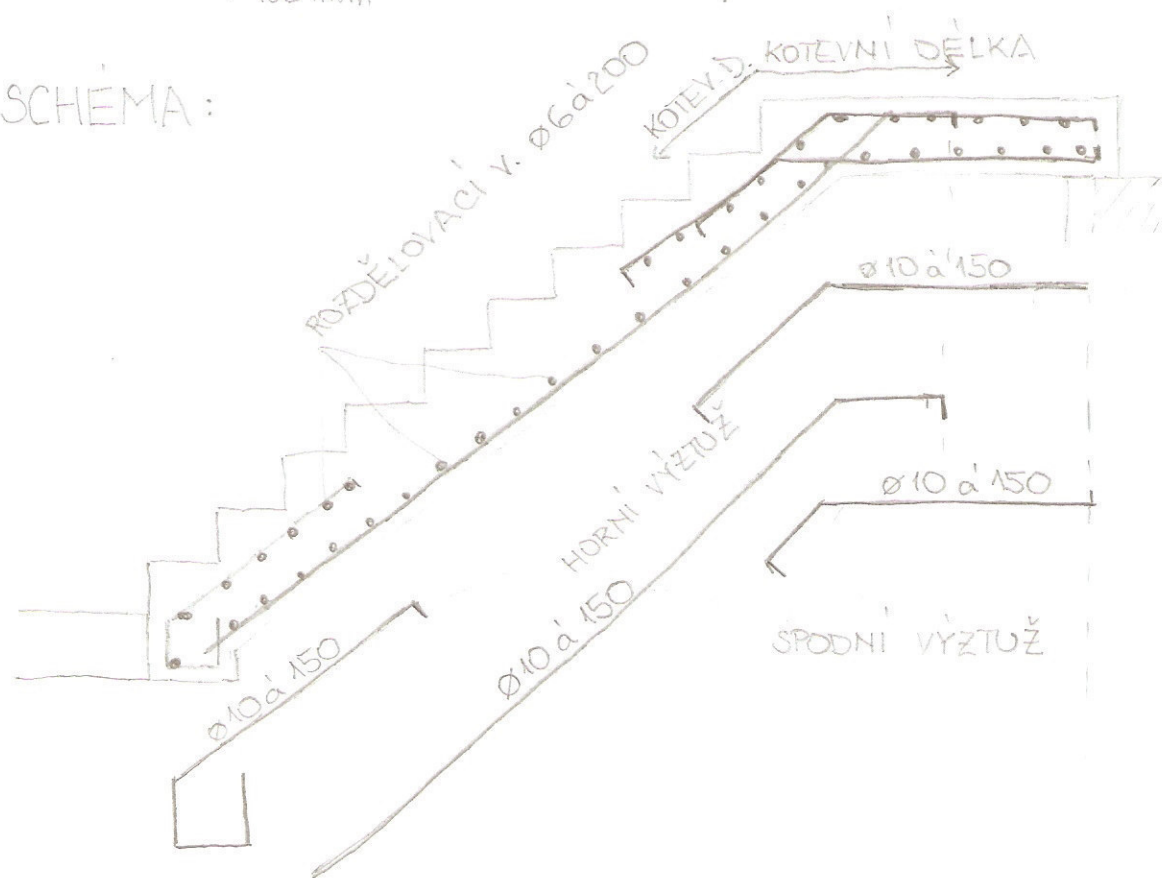 SCHÉMA:
ROZDĚLOVACÍ V. Ø6 à 200
KOTEV. D.
KOTEVNÍ DÉLKA
Ø10 à 150
HORNÍ VÝZTUŽ
Ø10 à 150
SPODNÍ VÝZTUŽ
Ø10 à 150
Ø10 à 150